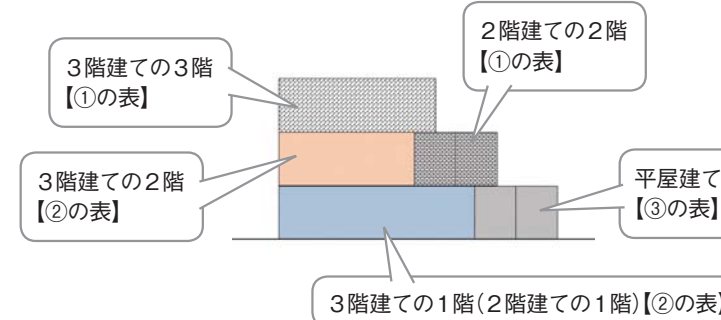 3階建ての3階
【①の表】
2階建ての2階
【①の表】
3階建ての2階
【②の表】
平屋建て
【③の表】
3階建ての1階(2階建ての1階)【②の表】